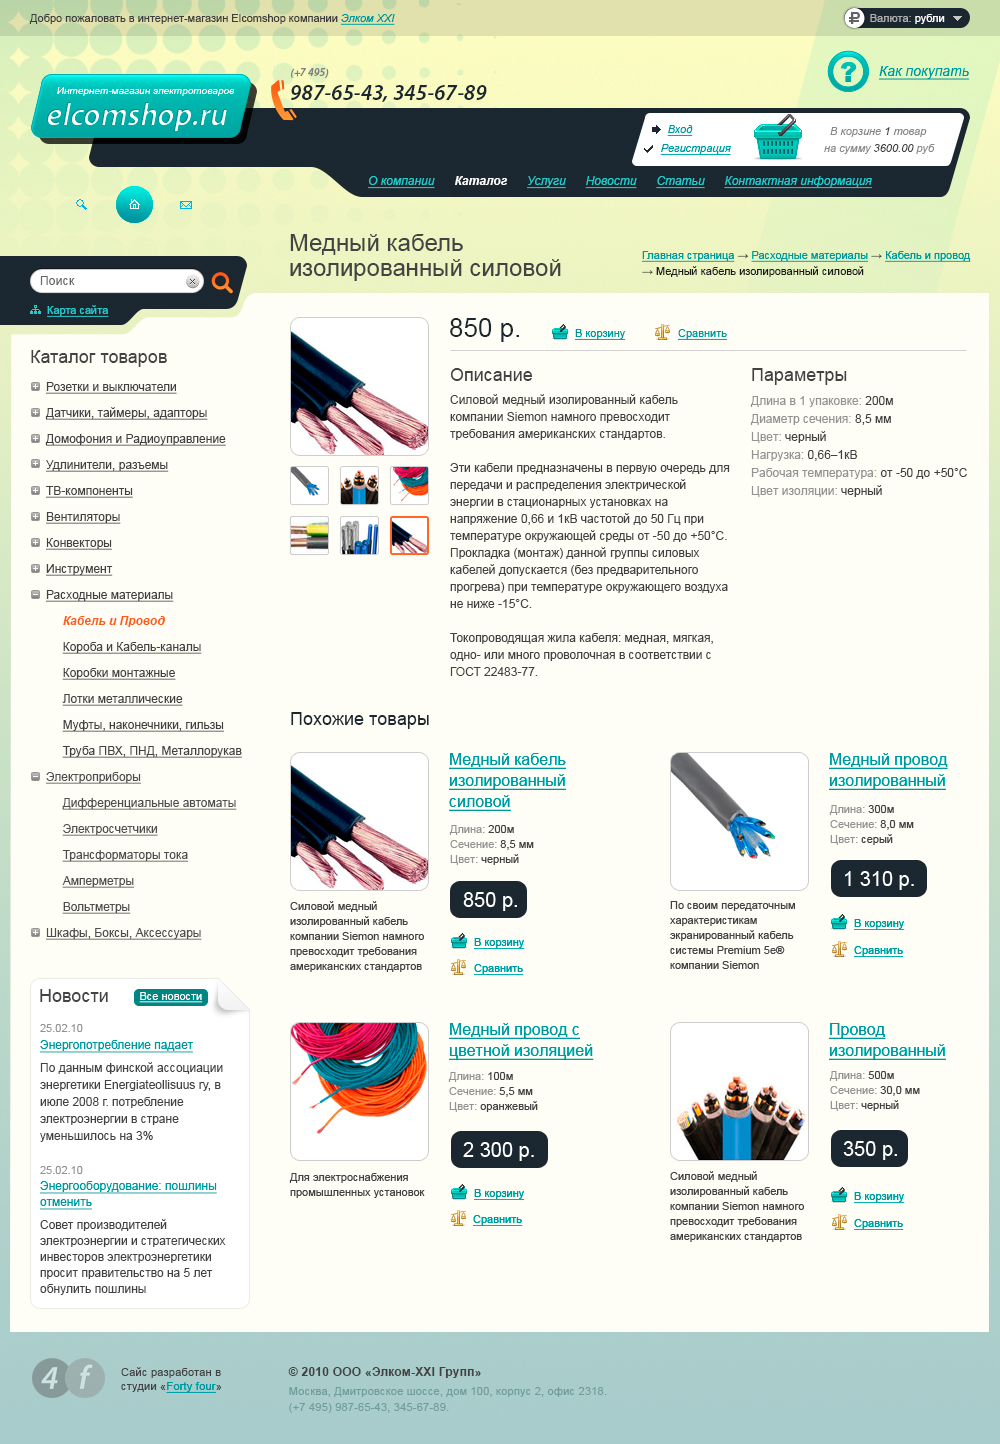 Добро пожаловать в интернет-магазин Elcomshop компании Элком XXI
Валюта: рубли
Интернет-магазин электротоваров
elcomshop.ru
(+7 495)
987-65-43, 345-67-89
Как покупать
Вход
Регистрация
В корзине 1 товар
на сумму 3600.00 руб
О компании Каталог Услуги Новости Статьи Контактная информация
Медный кабель
изолированный силовой
Главная страница → Расходные материалы → Кабель и провод
→ Медный кабель изолированный силовой
Поиск
Карта сайта
Каталог товаров
Розетки и выключатели
Датчики, таймеры, адапторы
Домофония и Радиоуправление
Удлинители, разъемы
ТВ-компоненты
Вентиляторы
Конвекторы
Инструмент
Расходные материалы
Кабель и Провод
Короба и Кабель-каналы
Коробки монтажные
Лотки металлические
Муфты, наконечники, гильзы
Труба ПВХ, ПНД, Металлорукав
Электроприборы
Дифференциальные автоматы
Электросчетчики
Трансформаторы тока
Амперметры
Вольтметры
Шкафы, Боксы, Аксессуары
850 р.
В корзину
Сравнить
Описание
Силовой медный изолированный кабель
компании Siemon намного превосходит
требования американских стандартов.
Эти кабели предназначены в первую очередь для
передачи и распределения электрической
энергии в стационарных установках на
напряжение 0,66 и 1кВ частотой до 50 Гц при
температуре окружающей среды от -50 до +50°С.
Прокладка (монтаж) данной группы силовых
кабелей допускается (без предварительного
прогрева) при температуре окружающего воздуха
не ниже -15°С.
Токопроводящая жила кабеля: медная, мягкая,
одно- или много проволочная в соответствии с
ГОСТ 22483-77.
Параметры
Длина в 1 упаковке: 200м
Диаметр сечения: 8,5 мм
Цвет: черный
Нагрузка: 0,66–1кВ
Рабочая температура: от -50 до +50°С
Цвет изоляции: черный
Похожие товары
Медный кабель
изолированный
силовой
Длина: 200м
Сечение: 8,5 мм
Цвет: черный
850 р.
В корзину
Сравнить
Силовой медный
изолированный кабель
компании Siemon намного
превосходит требования
американских стандартов
Медный провод
изолированный
Длина: 300м
Сечение: 8,0 мм
Цвет: серый
1 310 р.
В корзину
Сравнить
По своим передаточным
характеристикам
экранированный кабель
системы Premium 5e®
компании Siemon
Медный провод с
цветной изоляцией
Длина: 100м
Сечение: 5,5 мм
Цвет: оранжевый
2 300 р.
В корзину
Сравнить
Для электроснабжения
промышленных установок
Провод
изолированный
Длина: 500м
Сечение: 30,0 мм
Цвет: черный
350 р.
В корзину
Сравнить
Силовой медный
изолированный кабель
компании Siemon намного
превосходит требования
американских стандартов
Новости
Все новости
25.02.10
Энергопотребление падает
По данным финской ассоциации
энергетики Energiateollisuus ry, в
июле 2008 г. потребление
электроэнергии в стране
уменьшилось на 3%
25.02.10
Энергооборудование: пошлины
отменить
Совет производителей
электроэнергии и стратегических
инвесторов электроэнергетики
просит правительство на 5 лет
обнулить пошлины
4f
Сайс разработан в
студии «Forty four»
© 2010 ООО «Элком-XXI Групп»
Москва, Дмитровское шоссе, дом 100, корпус 2, офис 2318.
(+7 495) 987-65-43, 345-67-89.